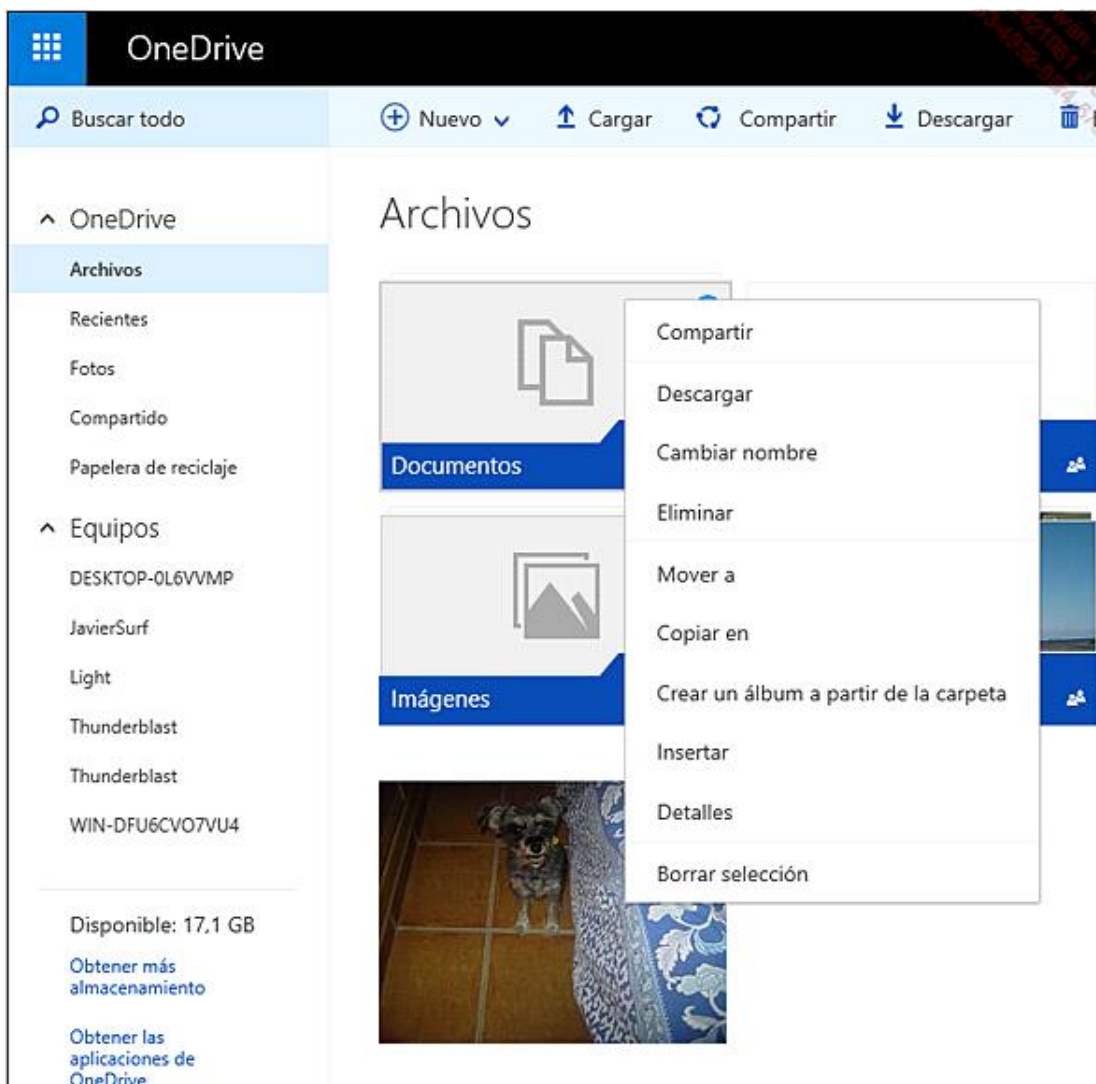 OneDrive
Buscar todo
Nuevo
Cargar
Compartir
Descargar
OneDrive
Archivos
Recientes
Fotos
Compartido
Papelera de reciclaje
Equipos
DESKTOP-0L6VVMP
JavierSurf
Light
Thunderblast
Thunderblast
WIN-DFU6CVO7VU4
Disponible: 17,1 GB
Obtener más
almacenamiento
Obtener las
aplicaciones de
OneDrive
Archivos
Documentos
Imágenes
Compartir
Descargar
Cambiar nombre
Eliminar
Mover a
Copiar en
Crear un álbum a partir de la carpeta
Insertar
Detalles
Borrar selección